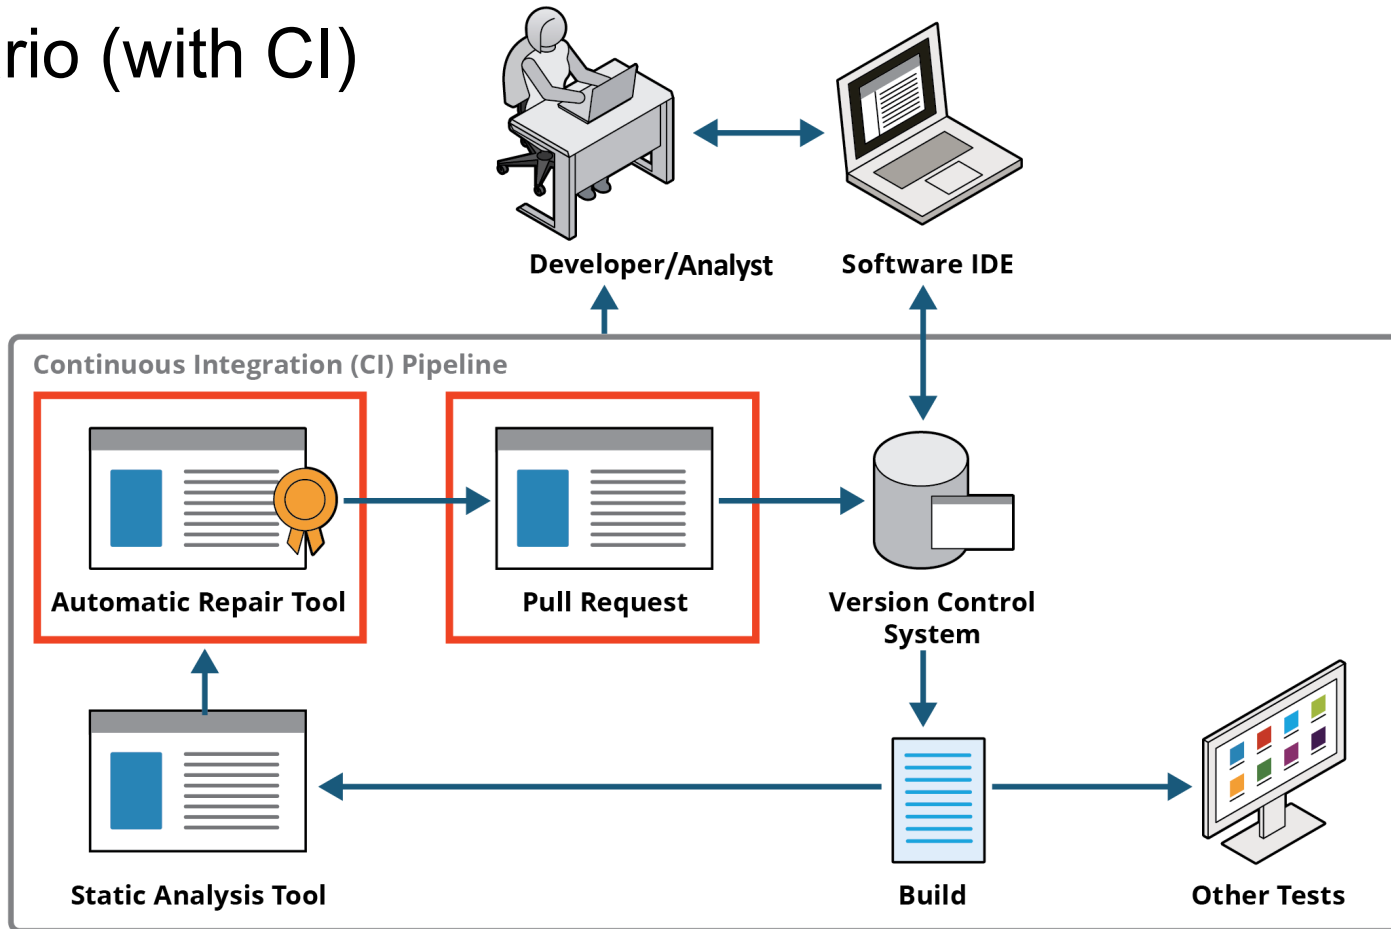 rio (with CI)
Developer/Analyst
Software IDE
Continuous Integration (CI) Pipeline
Automatic Repair Tool
Pull Request
Version Control
System
Static Analysis Tool
Build
Other Tests